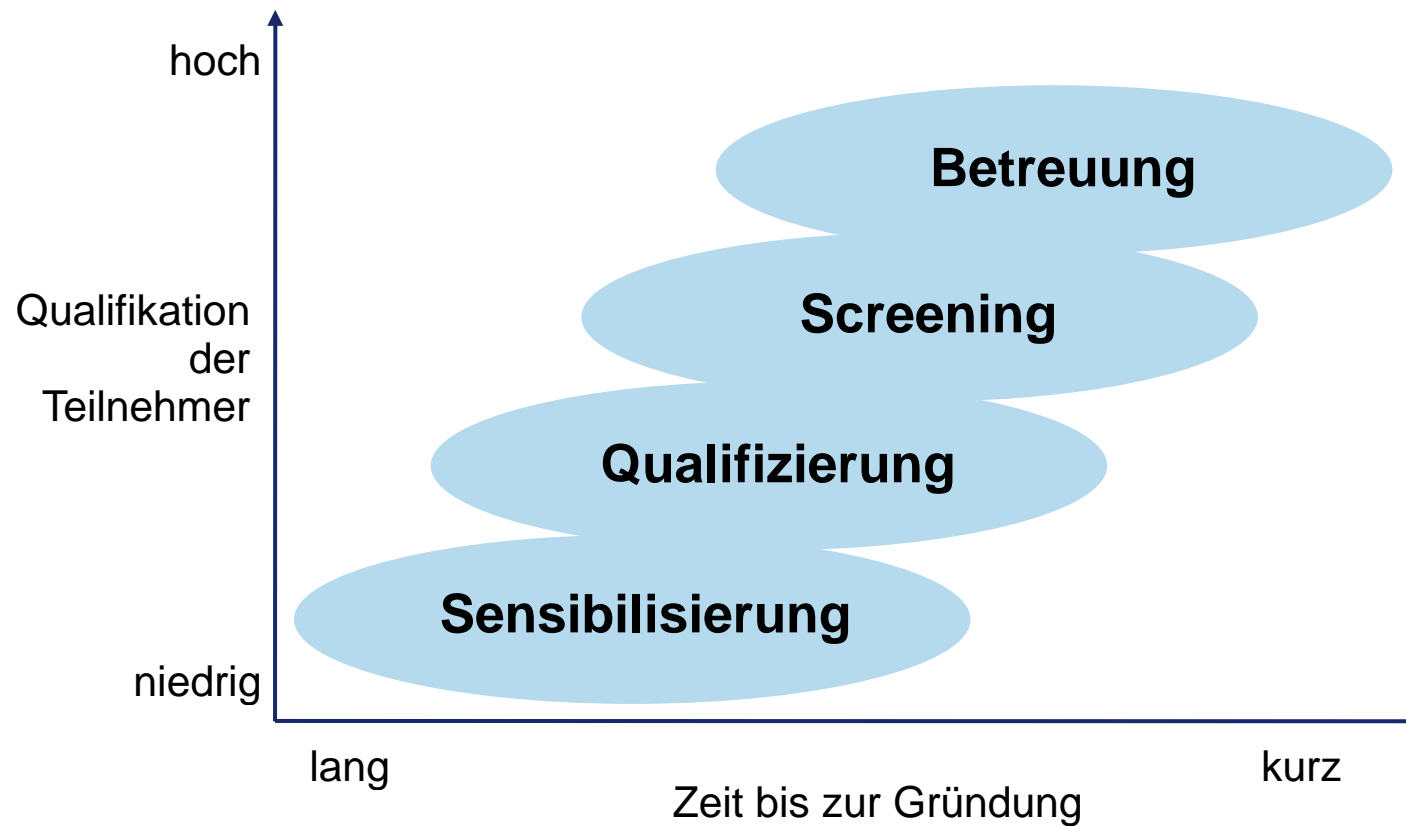 hoch
Betreuung
Screening
Qualifikation
der
Teilnehmer
Qualifizierung
Sensibilisierung
niedrig
lang
kurz
Zeit bis zur Gründung